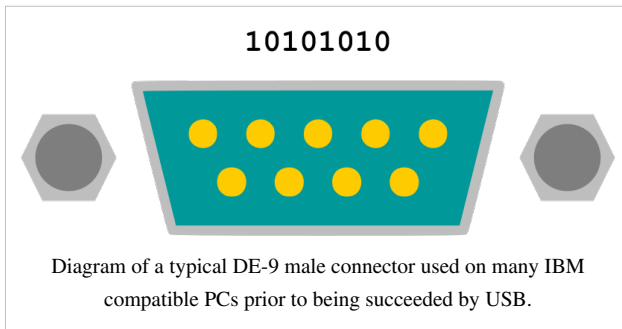 10101010
Diagram of a typical DE-9 male connector used on many IBM
compatible PCs prior to being succeeded by USB.